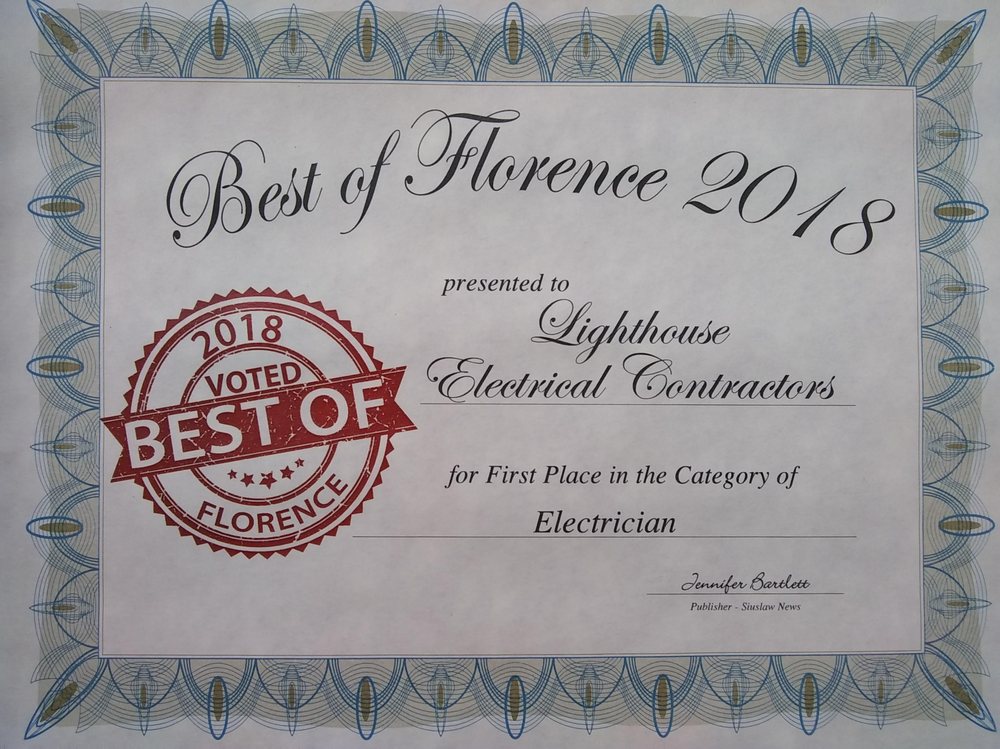 Best of Florence 2018
presented to
Lighthouse
Electrical Contractors
2018
VOTED
BEST OF
FLORENCE
for First Place in the Category of
Electrician
Jennifer Bartlett
Publisher - Siuslaw News